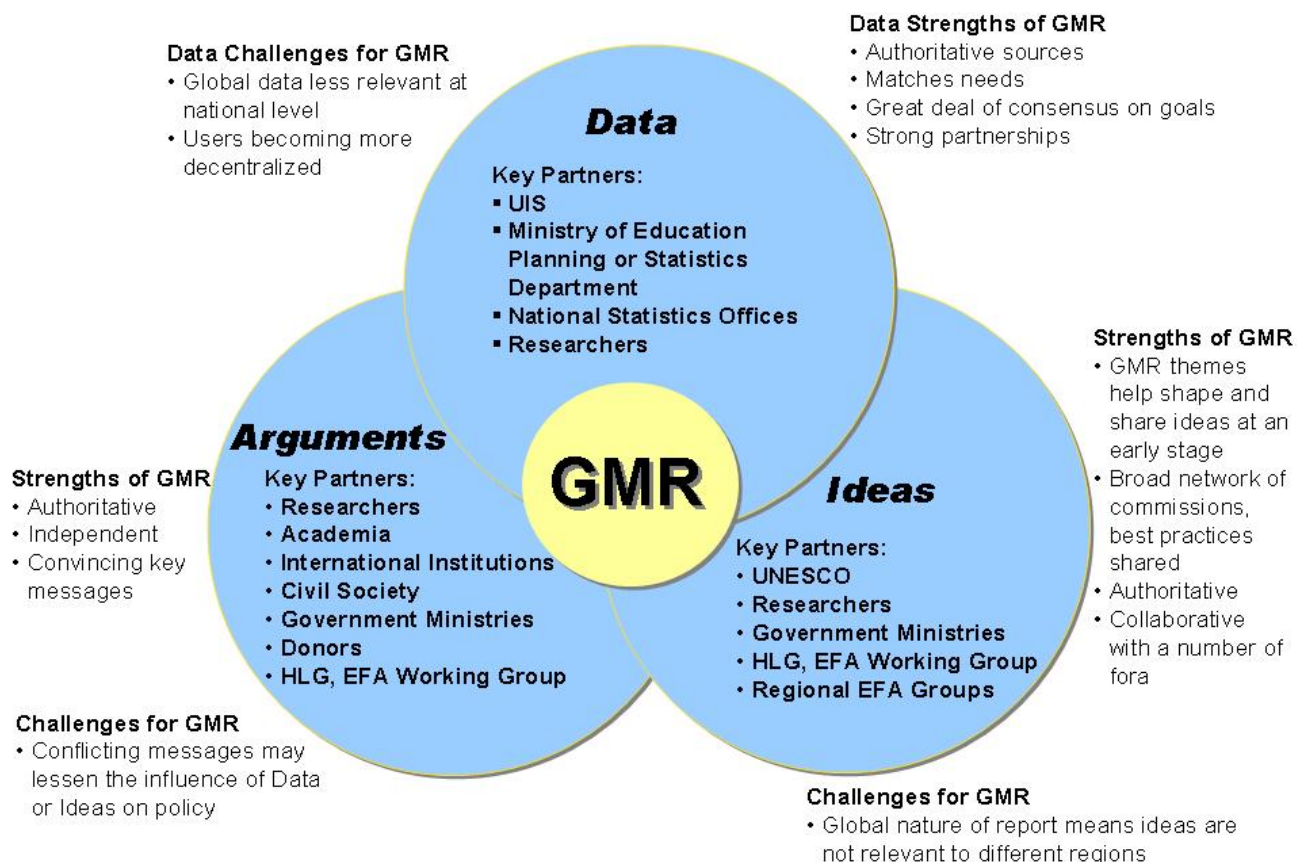 Data Challenges for GMR
• Global data less relevant at
national level
• Users becoming more
decentralized
Data Strengths of GMR
• Authoritative sources
• Matches needs
• Great deal of consensus on goals
• Strong partnerships
Data
Key Partners:
▪ UIS
▪ Ministry of Education
Planning or Statistics
Department
▪ National Statistics Offices
▪ Researchers
Strengths of GMR
• GMR themes
help shape and
share ideas at an
early stage
• Broad network of
commissions,
best practices
shared
• Authoritative
• Collaborative
with a number of
fora
Arguments
Key Partners:
• Researchers
• Academia
• International Institutions
• Civil Society
• Government Ministries
• Donors
• HLG, EFA Working Group
GMR
Ideas
Key Partners:
• UNESCO
• Researchers
• Government Ministries
• HLG, EFA Working Group
• Regional EFA Groups
Strengths of GMR
• Authoritative
• Independent
• Convincing key
messages
Challenges for GMR
• Conflicting messages may
lessen the influence of Data
or Ideas on policy
Challenges for GMR
• Global nature of report means ideas are
not relevant to different regions